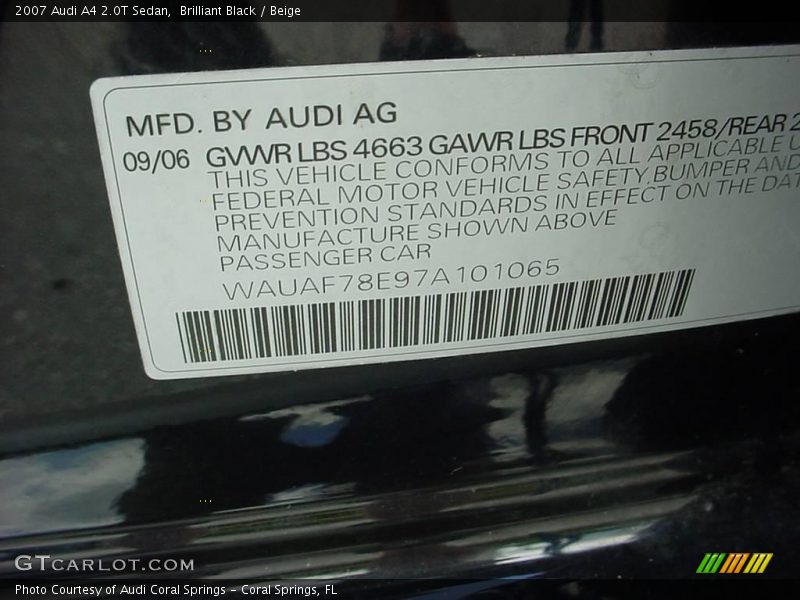 2007 Audi A4 2.0T Sedan,  Brilliant Black / Beige
MFD. BY AUDI AG
09/06 GVWR LBS 4663 GAWR LBS FRONT 2458/REAR 2
THIS VEHICLE CONFORMS TO ALL APPLICABLE U
FEDERAL MOTOR VEHICLE SAFETY, BUMPER AND
PREVENTION STANDARDS IN EFFECT ON THE DAT
MANUFACTURE SHOWN ABOVE
PASSENGER CAR
WAUAF78E97A101065
GTCARLOT.COM
Photo Courtesy of Audi Coral Springs - Coral Springs, FL